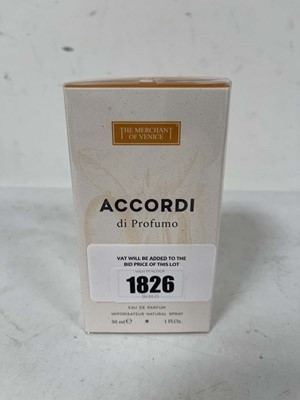 THE MERCHANT
OF VENICE
ACCORDI
di Profumo
VAT WILL BE ADDED TO THE
BID PRICE OF THIS LOT
1826
EAU DE PARFUM
VAPORISATEUR NATURAL SPRAY
30 ml ℮ 1 Fl.Oz.